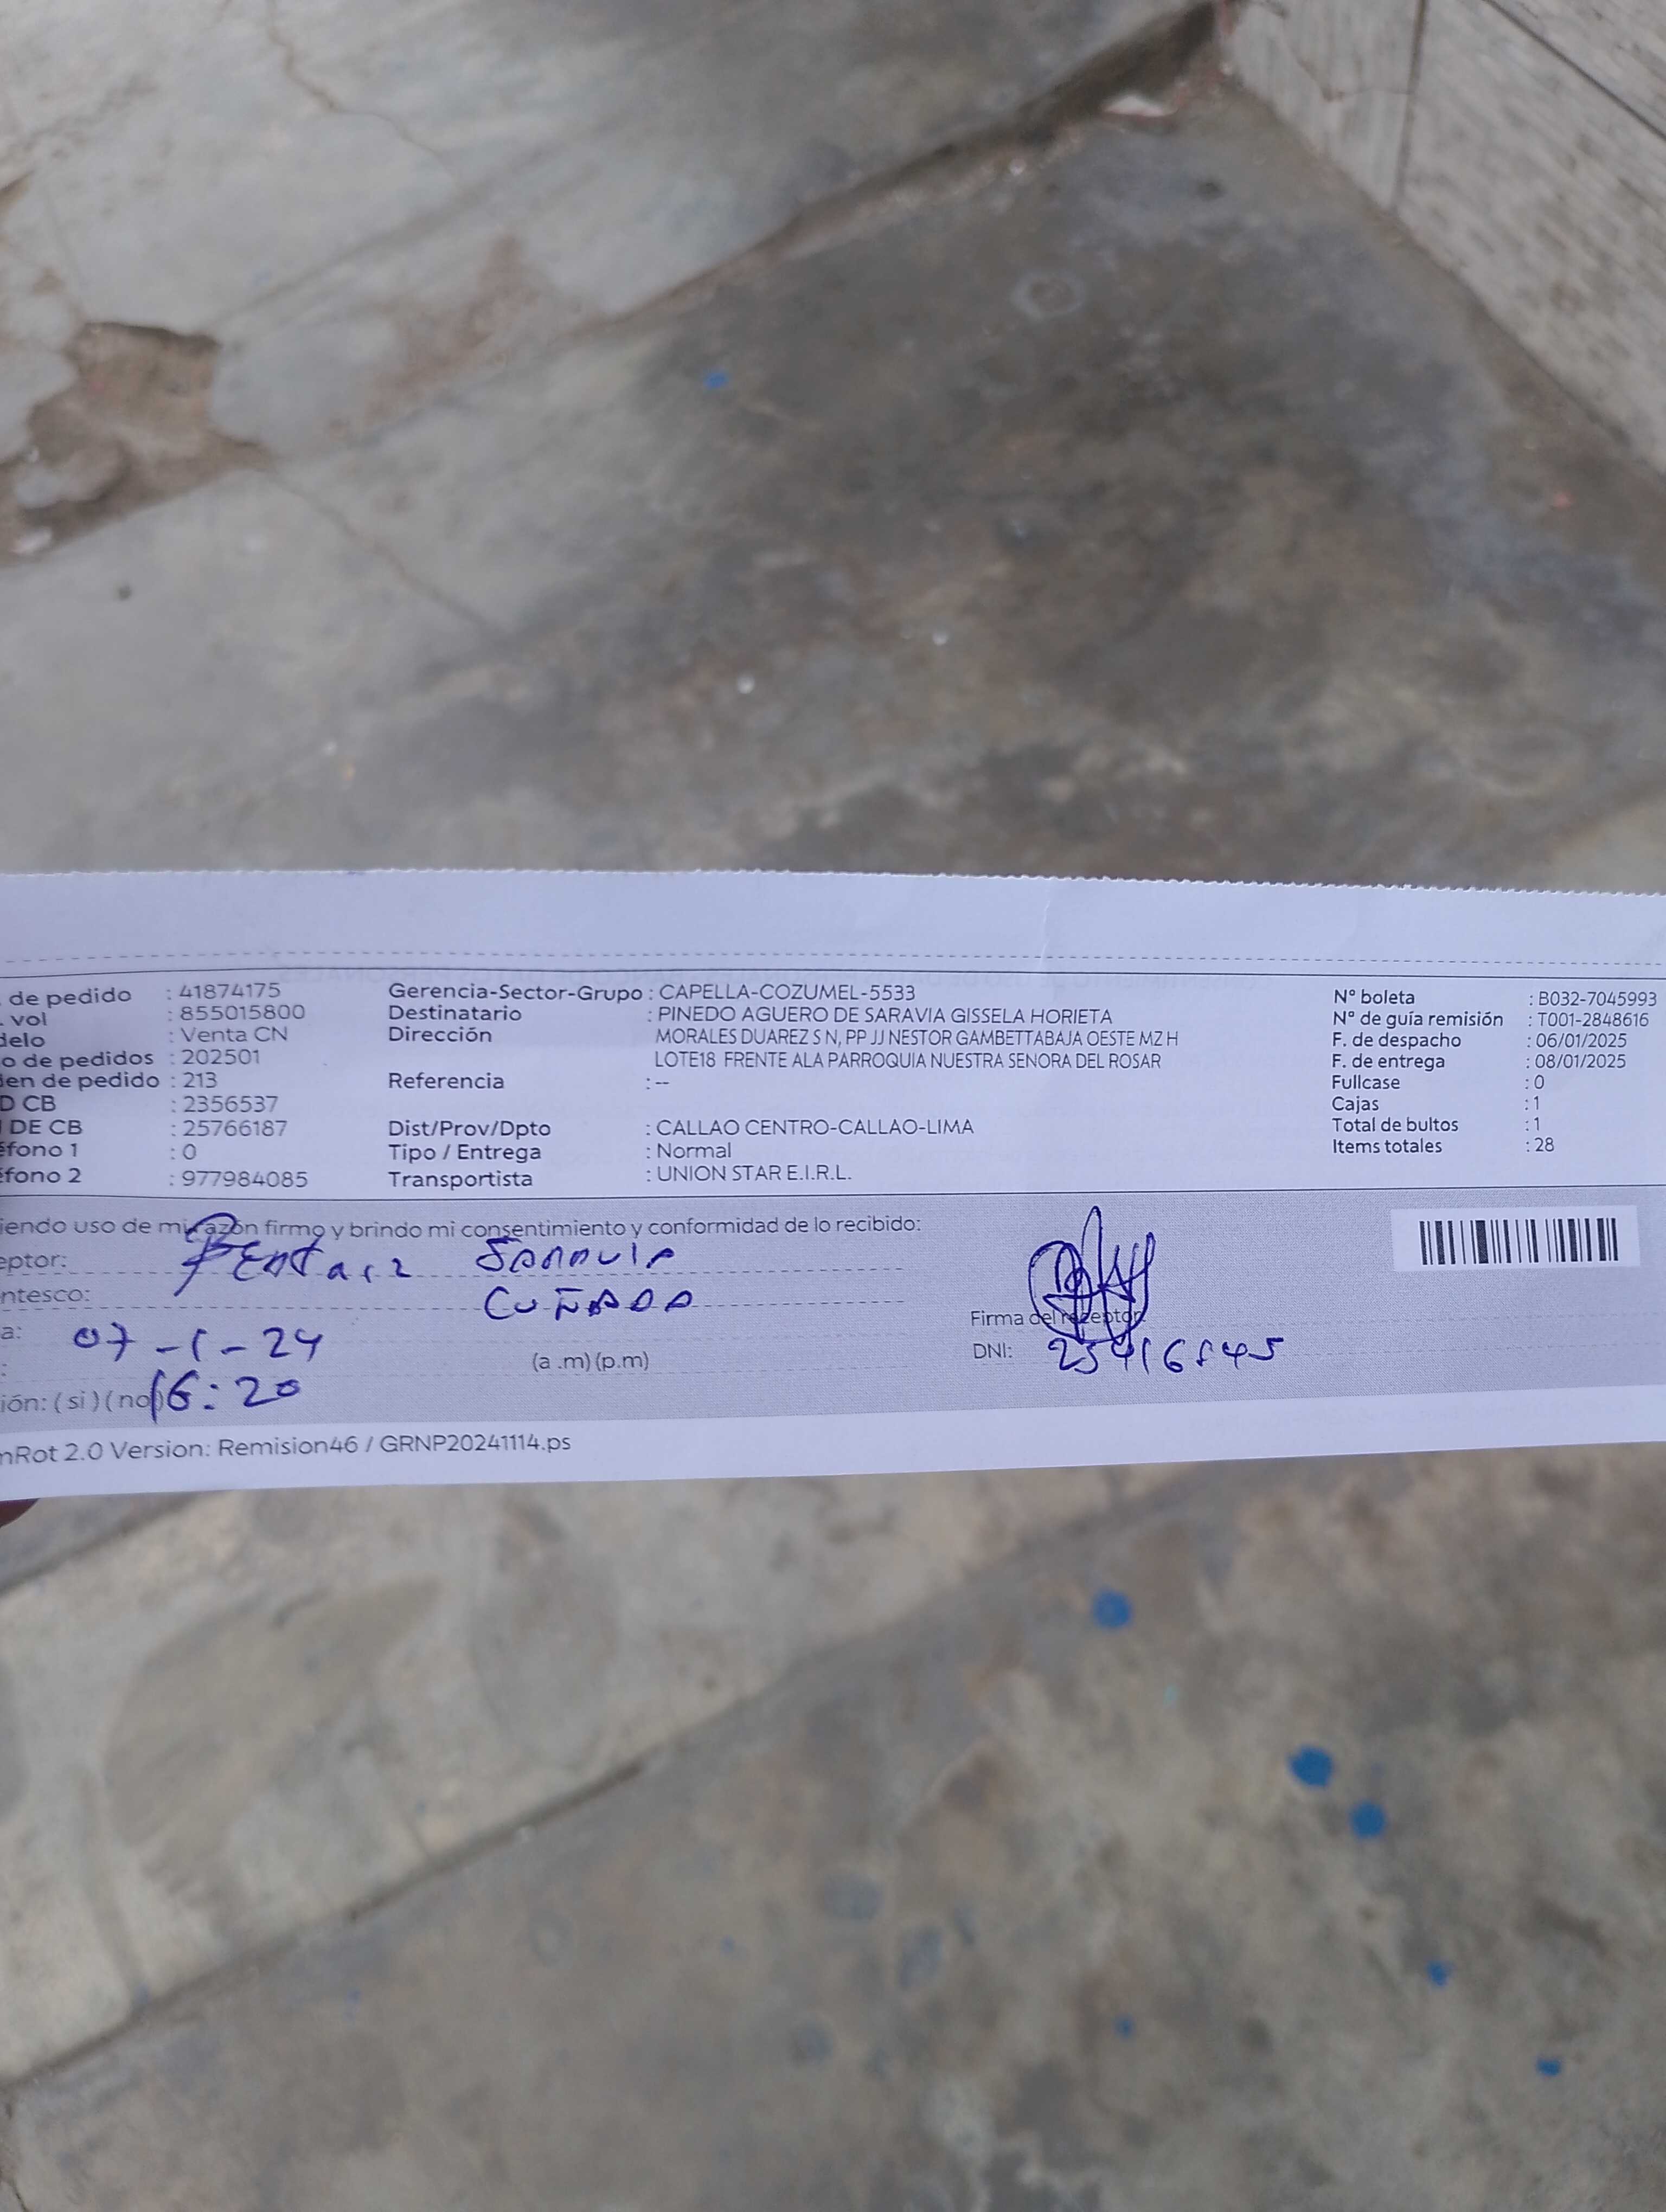 de pedido : 41874175 Gerencia-Sector-Grupo : CAPELLA-COZUMEL-5533 Nº boleta : B032-7045993
vol : 855015800 Destinatario : PINEDO AGUERO DE SARAVIA GISSELA HORIETA Nº de guía remisión : T001-2848616
delo : Venta CN Dirección MORALES DUAREZ S N, PP JJ NESTOR GAMBETTABAJA OESTE MZ H F. de despacho : 06/01/2025
o de pedidos : 202501 LOTE18 FRENTE ALA PARROQUIA NUESTRA SENORA DEL ROSAR F. de entrega : 08/01/2025
den de pedido : 213 Referencia :-- Fullcase : 0
D CB : 2356537 Cajas : 1
DE CB : 25766187 Dist/Prov/Dpto : CALLAO CENTRO-CALLAO-LIMA Total de bultos : 1
éfono 1 : 0 Tipo / Entrega : Normal Items totales : 28
éfono 2 : 977984085 Transportista : UNION STAR E.I.R.L.
iendo uso de mi razón firmo y brindo mi consentimiento y conformidad de lo recibido:
eptor: SARAVIA
ntesco: CUÑADA
Firma del receptor
a: 07-1-24
: (a .m) (p.m) DNI:
ión: ( si ) ( no ) 16:20
nRot 2.0 Version: Remision46 / GRNP20241114.ps